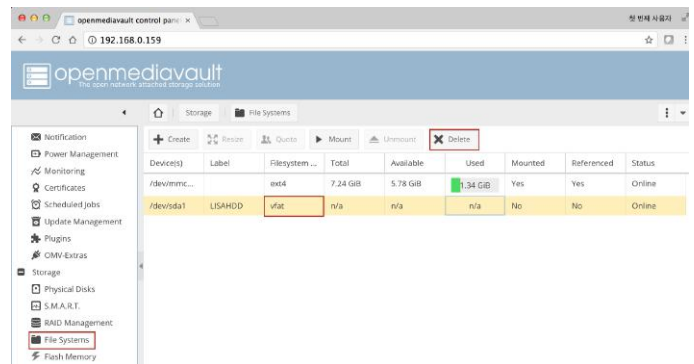 openmediavault control pane
첫 번째 사용자
192.168.0.159
openmediavault
The open network attached storage solution
Storage
File Systems
Notification
Power Management
Monitoring
Certificates
Scheduled Jobs
Update Management
Plugins
OMV-Extras
Storage
Physical Disks
S.M.A.R.T.
RAID Management
File Systems
Flash Memory
Create Resize Quota Mount Unmount Delete
Device(s) Label Filesystem ... Total Available Used Mounted Referenced Status
/dev/mmc... ext4 7.24 GiB 5.78 GiB 1.34 GiB Yes Yes Online
/dev/sda1 LISAHDD vfat n/a n/a n/a No No Online